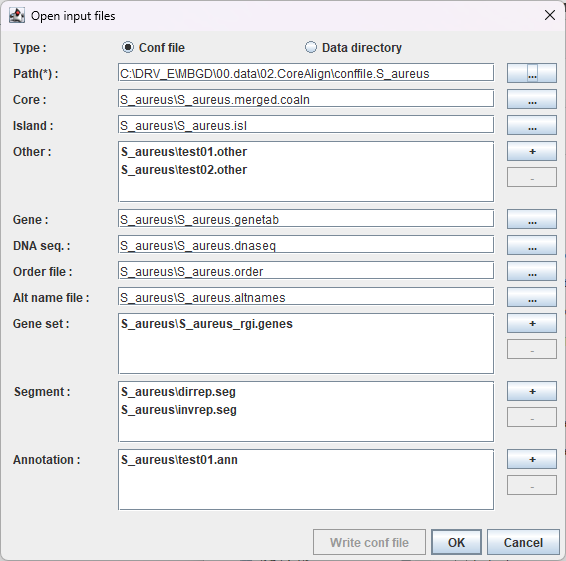 Open input files
Type : Conf file Data directory
Path(*) : C:\DRV_E\MBGD\00.data\02.CoreAlign\conffile.S_aureus ...
Core : S_aureus\S_aureus.merged.coaln ...
Island : S_aureus\S_aureus.isl ...
Other : S_aureus\test01.other +
S_aureus\test02.other -
Gene : S_aureus\S_aureus.genetab ...
DNA seq. : S_aureus\S_aureus.dnaseq ...
Order file : S_aureus\S_aureus.order ...
Alt name file : S_aureus\S_aureus.altnames ...
Gene set : S_aureus\S_aureus_rgi.genes +
-
Segment : S_aureus\dirrep.seg +
S_aureus\invrep.seg -
Annotation : S_aureus\test01.ann +
-
Write conf file OK Cancel